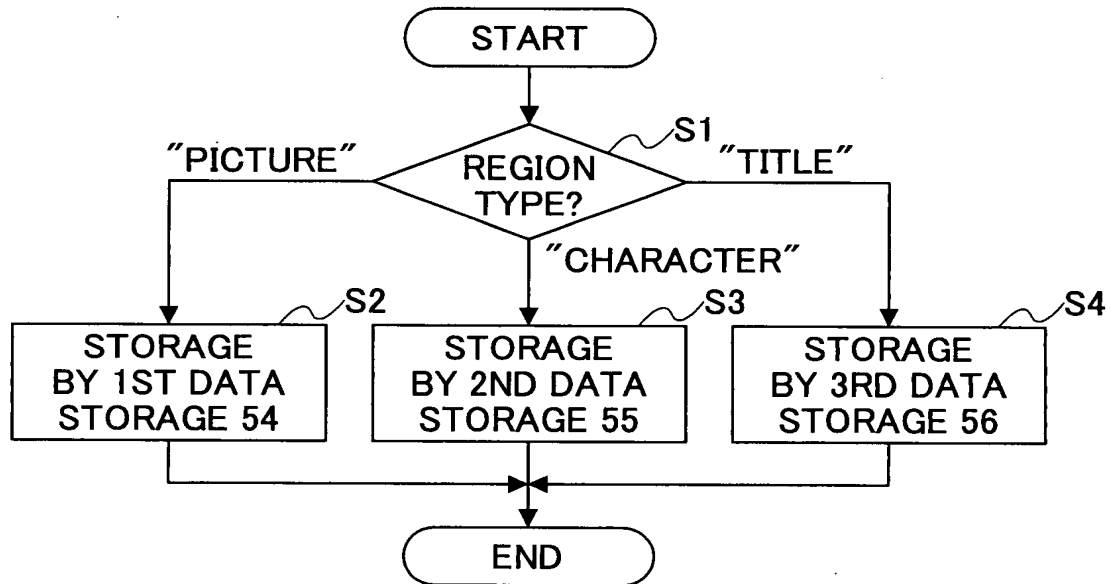 START
S1
"PICTURE"
REGION
TYPE?
"TITLE"
"CHARACTER"
S2
STORAGE
BY 1ST DATA
STORAGE 54
S3
STORAGE
BY 2ND DATA
STORAGE 55
S4
STORAGE
BY 3RD DATA
STORAGE 56
END